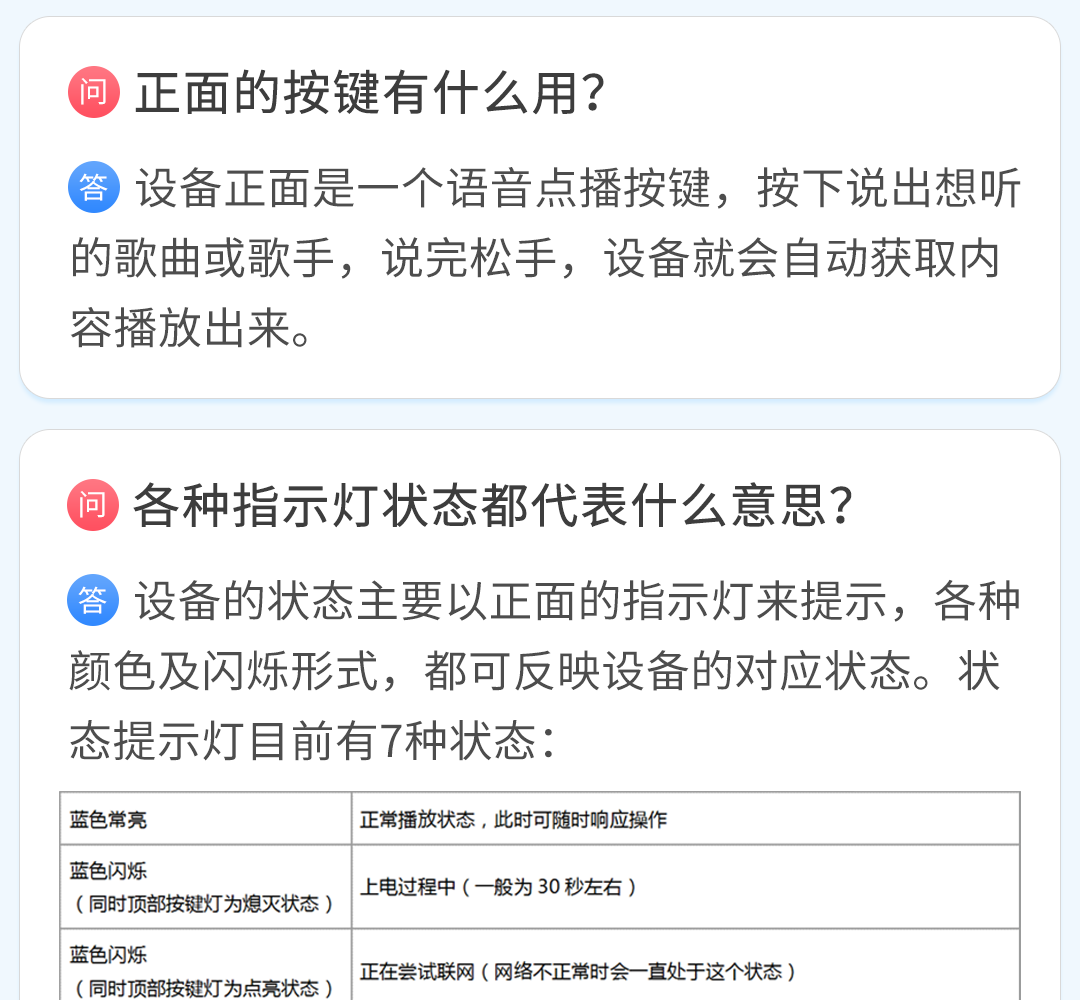 问 正面的按键有什么用？
答 设备正面是一个语音点播按键，按下说出想听
的歌曲或歌手，说完松手，设备就会自动获取内
容播放出来。
问 各种指示灯状态都代表什么意思？
答 设备的状态主要以正面的指示灯来提示，各种
颜色及闪烁形式，都可反映设备的对应状态。状
态提示灯目前有7种状态：
蓝色常亮
正常播放状态，此时可随时响应操作
蓝色闪烁
（同时顶部按键灯为熄灭状态）
上电过程中（一般为 30 秒左右）
蓝色闪烁
（同时顶部按键灯为点亮状态）
正在尝试联网（网络不正常时会一直处于这个状态）